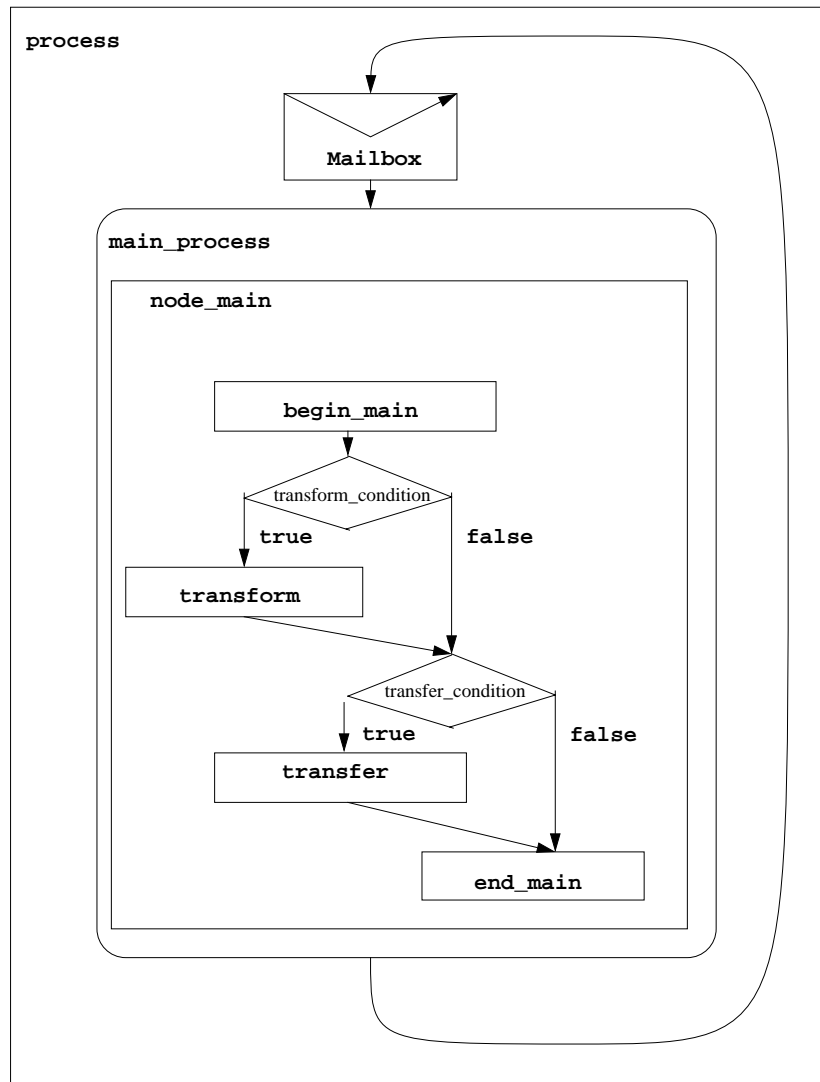 process
Mailbox
main_process
node_main
begin_main
transform_condition
true
false
transform
transfer_condition
true
false
transfer
end_main